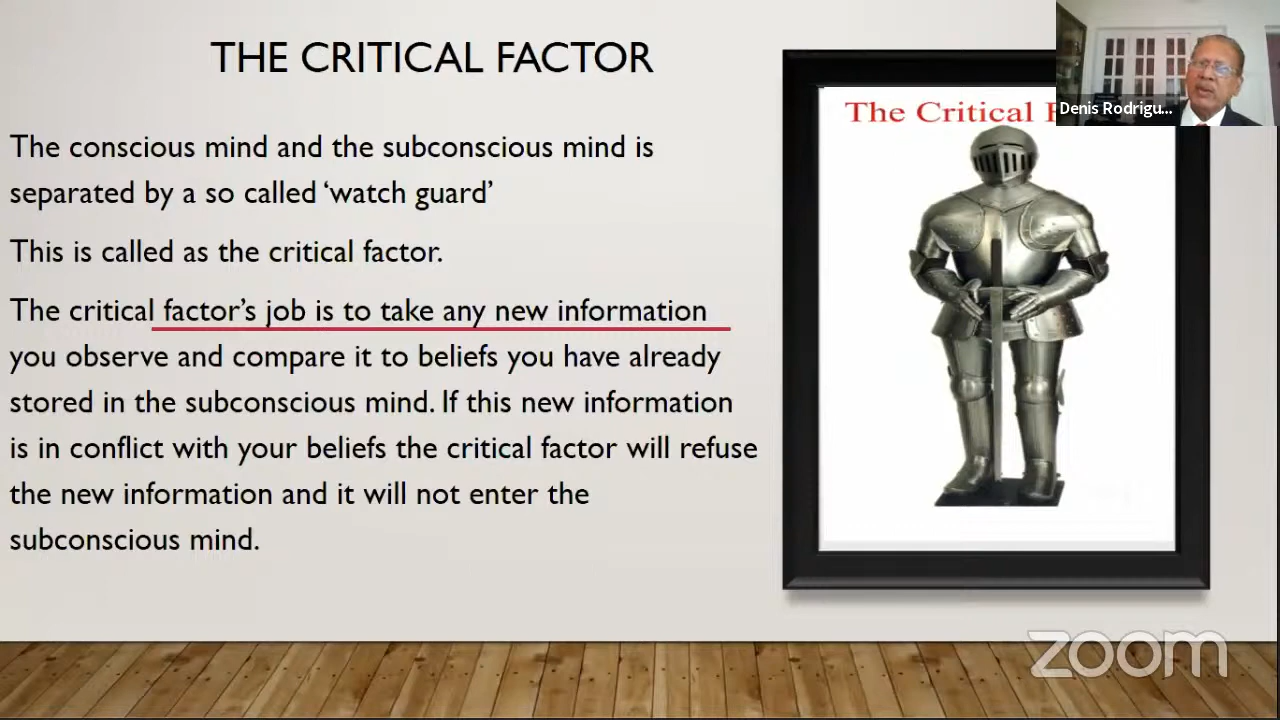 THE CRITICAL FACTOR
The conscious mind and the subconscious mind is
separated by a so called ‘watch guard’
This is called as the critical factor.
The critical factor’s job is to take any new information
you observe and compare it to beliefs you have already
stored in the subconscious mind. If this new information
is in conflict with your beliefs the critical factor will refuse
the new information and it will not enter the
subconscious mind.
The Critical
Denis Rodrigu...
zoom